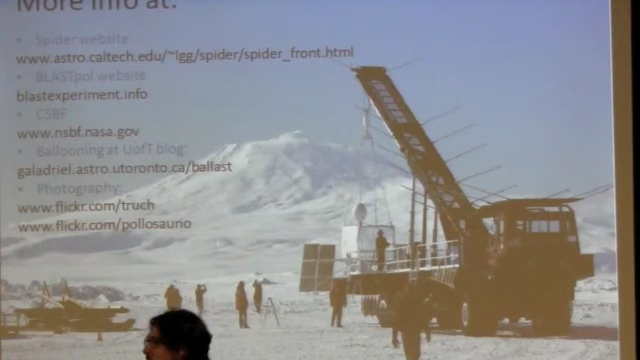 More info at:
• Spider website
www.astro.caltech.edu/~lgg/spider/spider_front.html
• BLASTpol website
blastexperiment.info
• CSBF
www.nsbf.nasa.gov
• Ballooning at UofT blog:
galadriel.astro.utoronto.ca/ballast
• Photography:
www.flickr.com/truch
www.flickr.com/pollosaurio